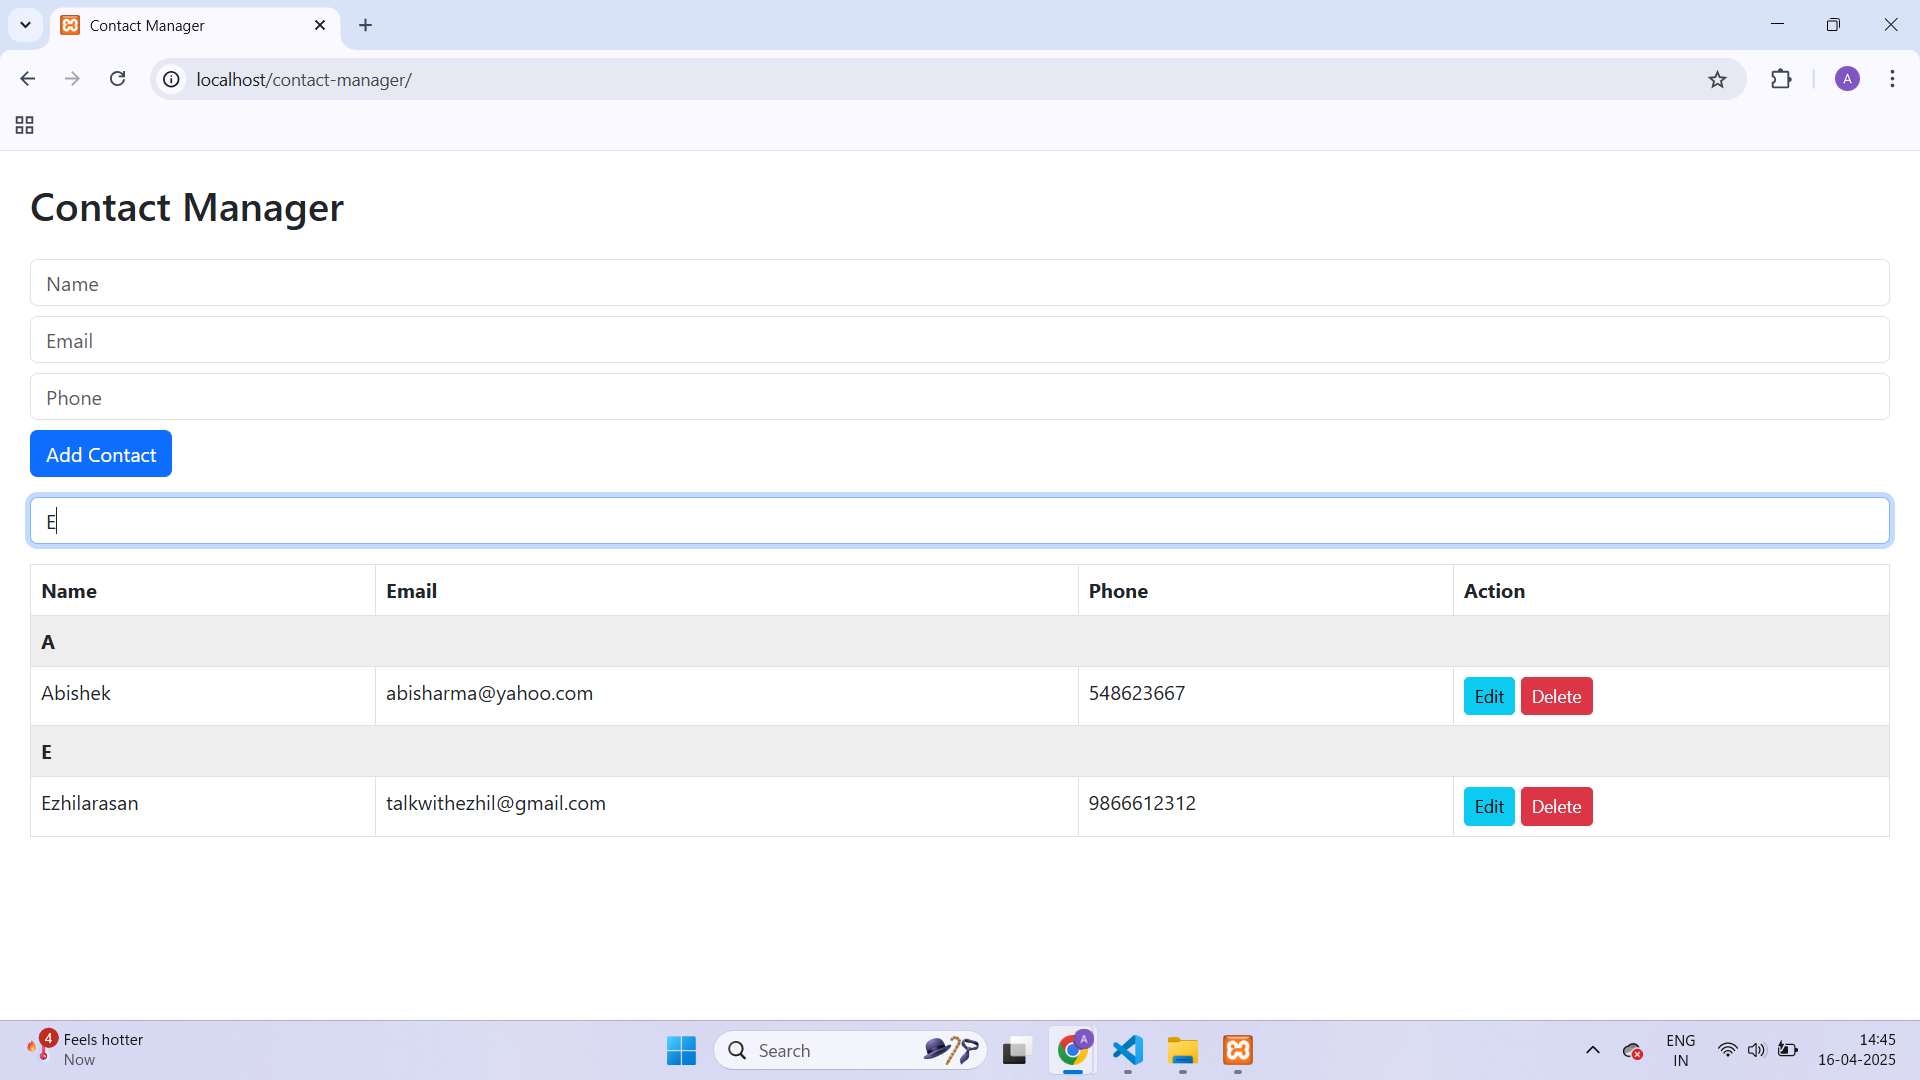 Contact Manager
localhost/contact-manager/
A
Contact Manager
Name
Email
Phone
Add Contact
E
Name Email Phone Action
A
Abishek abisharma@yahoo.com 548623667 Edit Delete
E
Ezhilarasan talkwithezhil@gmail.com 9866612312 Edit Delete
4 Feels hotter
Now
Search
A
ENG
IN
14:45
16-04-2025